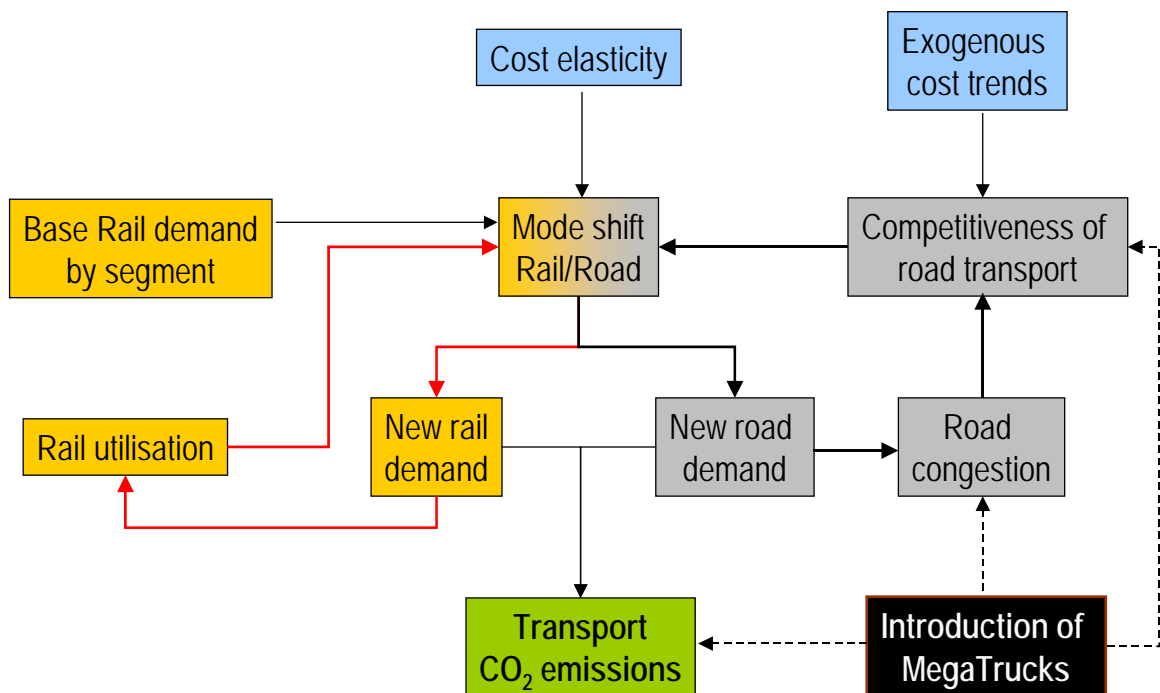 Cost elasticity
Exogenous
cost trends
Base Rail demand
by segment
Mode shift
Rail/Road
Competitiveness of
road transport
Rail utilisation
New rail
demand
New road
demand
Road
congestion
Transport
CO₂ emissions
Introduction of
MegaTrucks